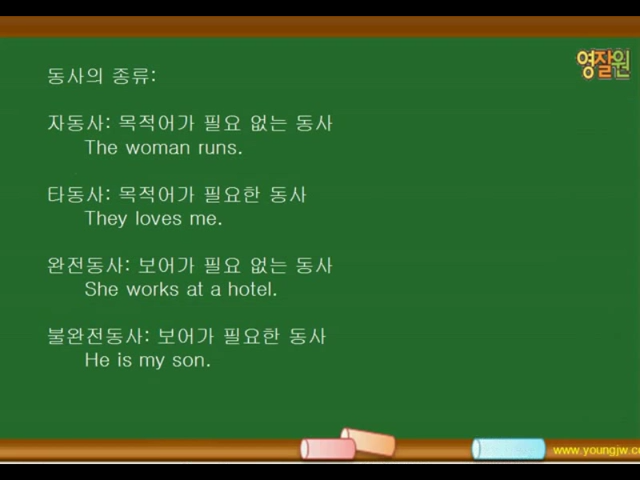 영잘원
동사의 종류:
자동사: 목적어가 필요 없는 동사
The woman runs.
타동사: 목적어가 필요한 동사
They loves me.
완전동사: 보어가 필요 없는 동사
She works at a hotel.
불완전동사: 보어가 필요한 동사
He is my son.
www.youngjw.co